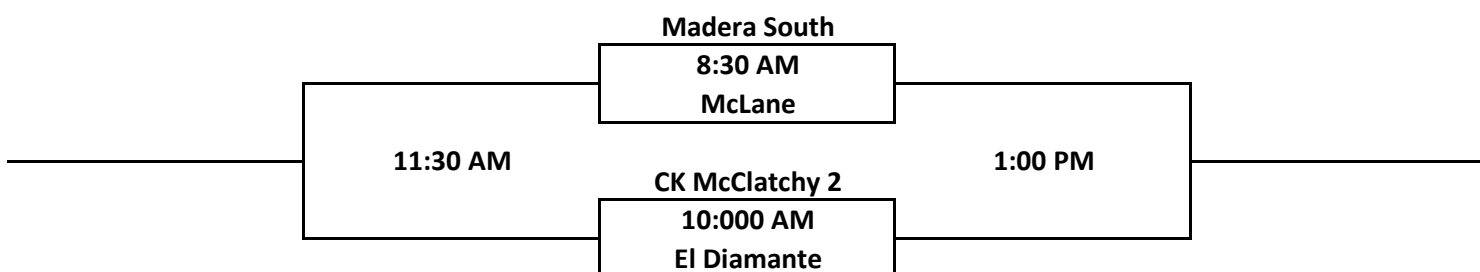 Madera South
8:30 AM
McLane
11:30 AM
1:00 PM
CK McClatchy 2
10:000 AM
El Diamante